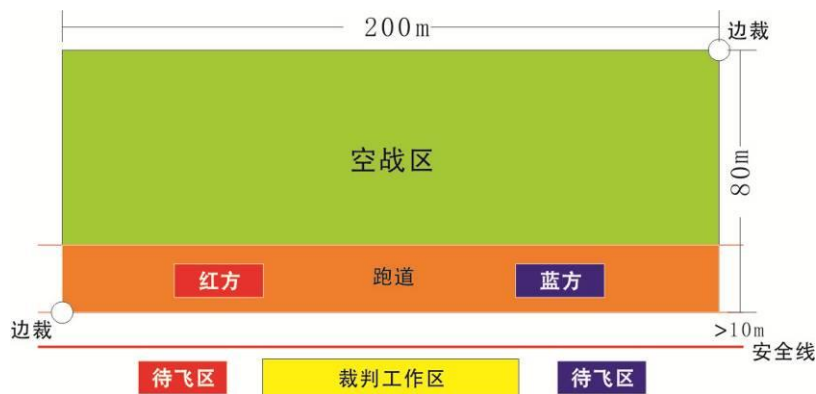 200m
边裁
空战区
80m
红方
跑道
蓝方
边裁
>10m
安全线
待飞区
裁判工作区
待飞区